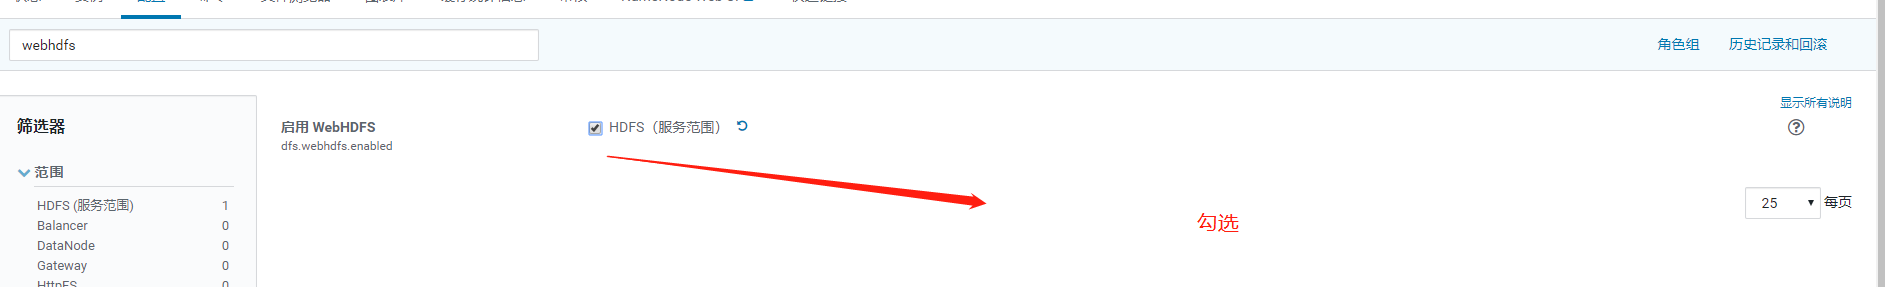 webhdfs
角色组
历史记录和回滚
显示所有说明
筛选器
启用 WebHDFS
HDFS（服务范围）
dfs.webhdfs.enabled
范围
HDFS (服务范围) 1
Balancer 0
DataNode 0
Gateway 0
HttpFS 0
25 每页
勾选